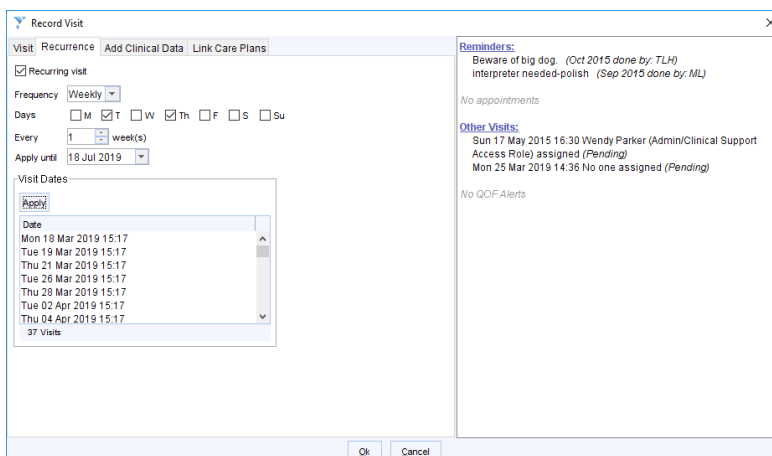 Record Visit
Visit Recurrence Add Clinical Data Link Care Plans
Recurring visit
Frequency Weekly
Days M T W Th F S Su
Every 1 week(s)
Apply until 18 Jul 2019
Visit Dates
Apply
Date
Mon 18 Mar 2019 15:17
Tue 19 Mar 2019 15:17
Thu 21 Mar 2019 15:17
Tue 26 Mar 2019 15:17
Thu 28 Mar 2019 15:17
Tue 02 Apr 2019 15:17
Thu 04 Apr 2019 15:17
37 Visits
Reminders:
Beware of big dog. (Oct 2015 done by: TLH)
interpreter needed-polish (Sep 2015 done by: ML)
No appointments
Other Visits:
Sun 17 May 2015 16:30 Wendy Parker (Admin/Clinical Support
Access Role) assigned (Pending)
Mon 25 Mar 2019 14:36 No one assigned (Pending)
No QOF Alerts
Ok Cancel